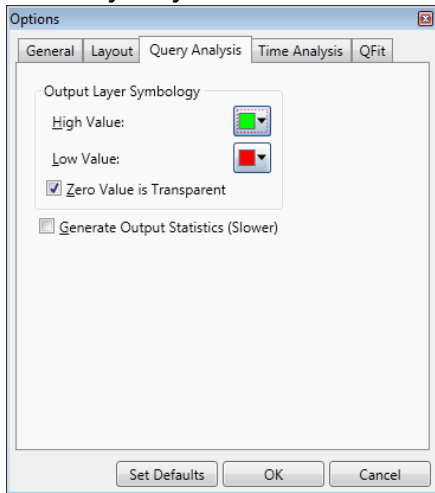 Options
General Layout Query Analysis Time Analysis QFit
Output Layer Symbology
High Value:
Low Value:
Zero Value is Transparent
Generate Output Statistics (Slower)
Set Defaults OK Cancel